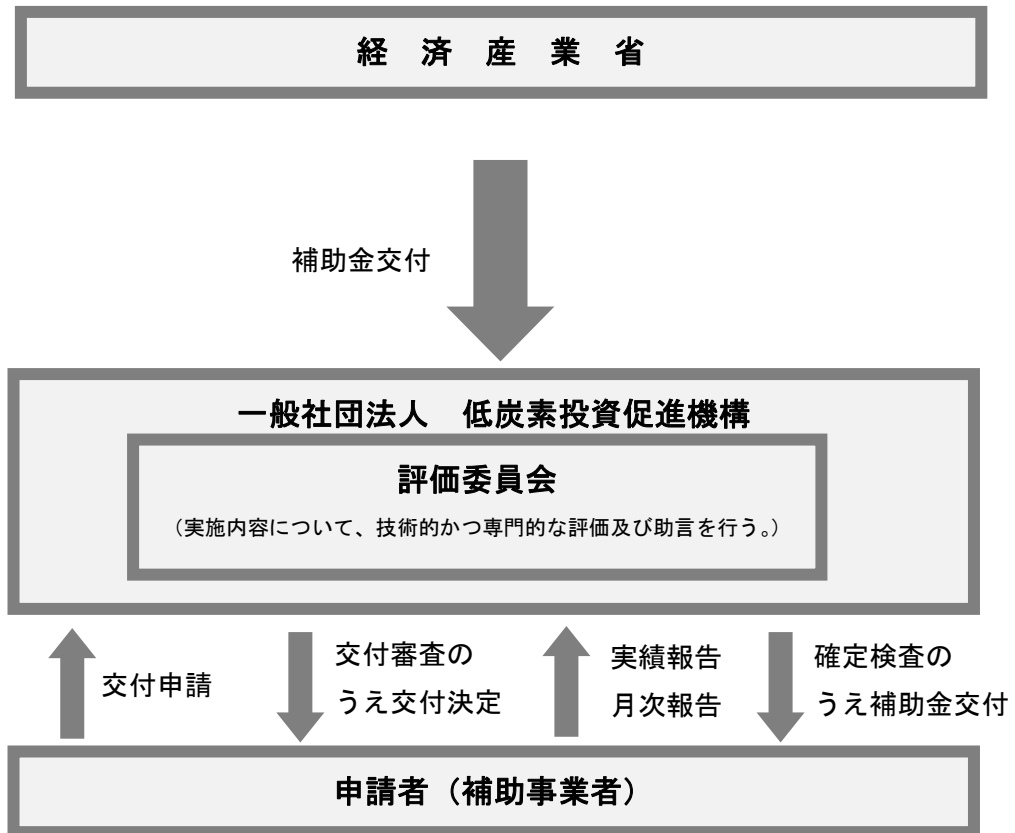 経 済 産 業 省
補助金交付
一般社団法人 低炭素投資促進機構
評価委員会
（実施内容について、技術的かつ専門的な評価及び助言を行う。）
交付申請
交付審査の
うえ交付決定
実績報告
月次報告
確定検査の
うえ補助金交付
申請者（補助事業者）